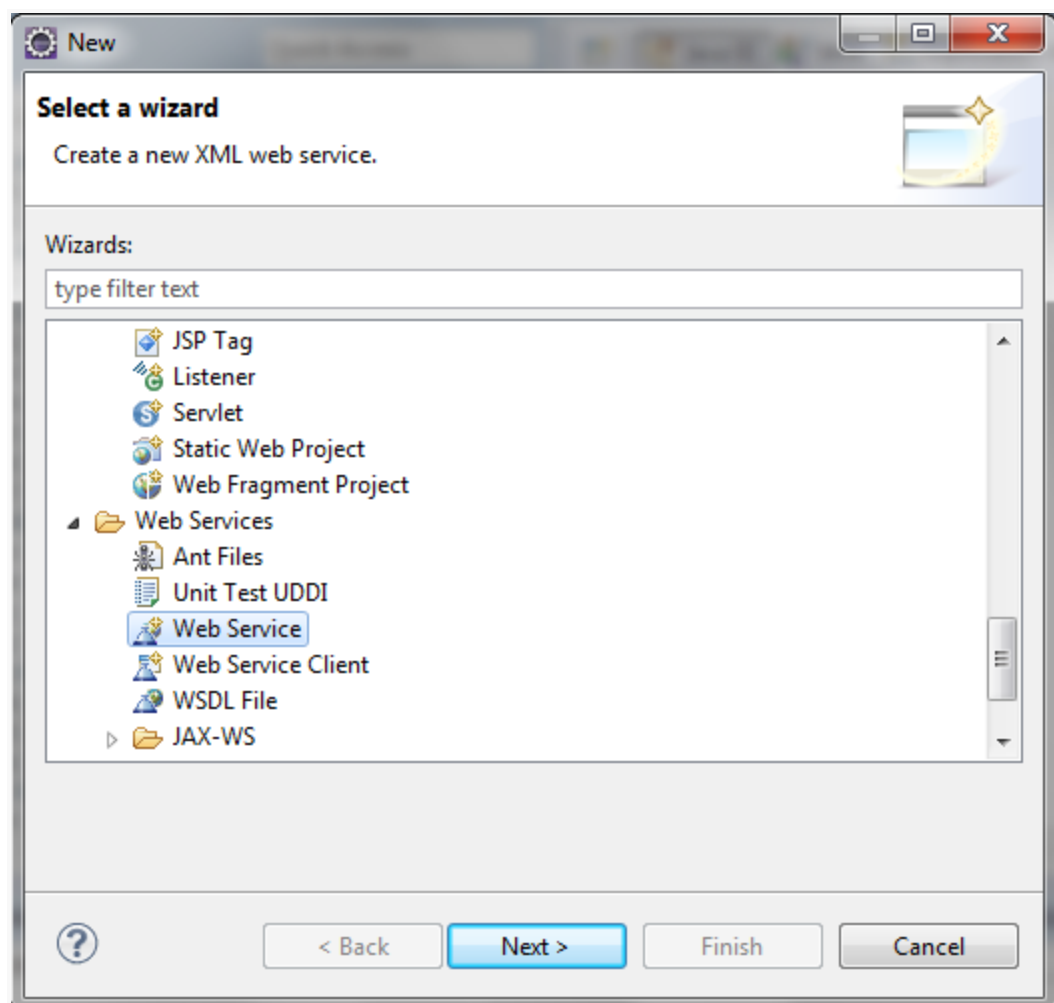 New
Select a wizard
Create a new XML web service.
Wizards:
type filter text
JSP Tag
Listener
Servlet
Static Web Project
Web Fragment Project
Web Services
Ant Files
Unit Test UDDI
Web Service
Web Service Client
WSDL File
JAX-WS
< Back Next > Finish Cancel